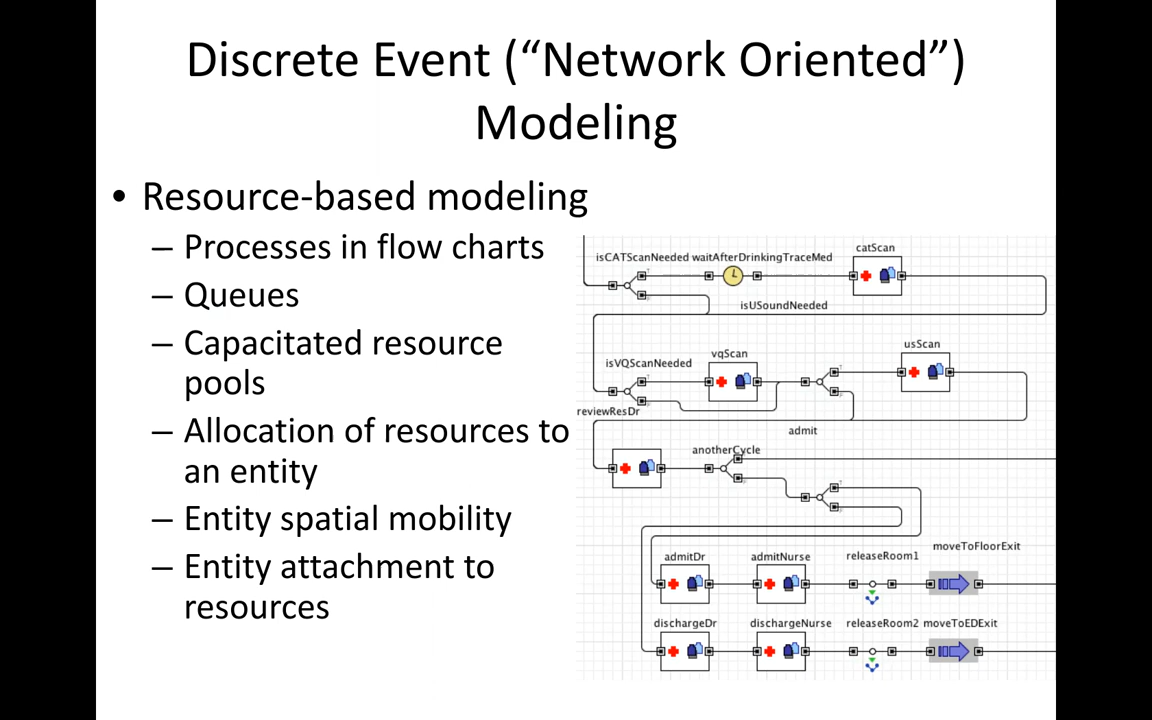 Discrete Event (“Network Oriented”)
Modeling
• Resource-based modeling
– Processes in flow charts
– Queues
– Capacitated resource
pools
– Allocation of resources to
an entity
– Entity spatial mobility
– Entity attachment to
resources
catScan
isCATScanNeeded waitAfterDrinkingTraceMed
isUSoundNeeded
usScan
vqScan
isVQScanNeeded
reviewResDr
admit
anotherCycle
moveToFloorExit
admitDr admitNurse releaseRoom1
dischargeDr dischargeNurse releaseRoom2 moveToEDExit